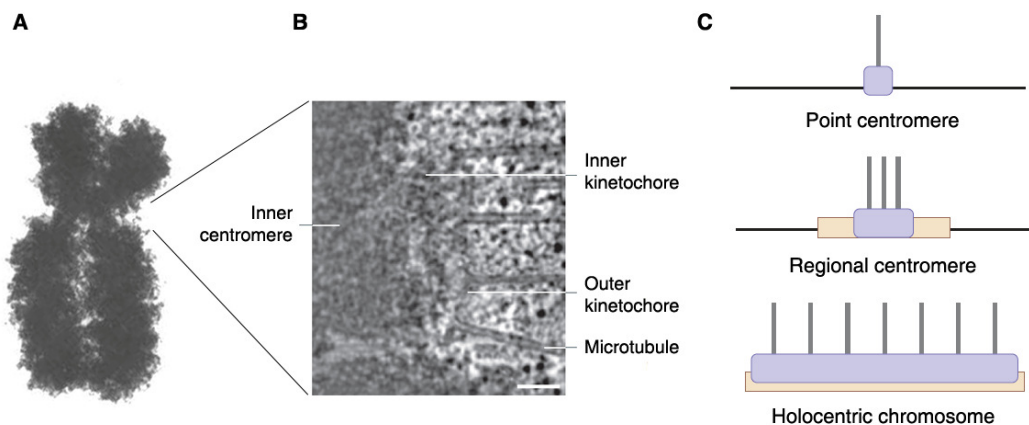 A
B
C
Inner
centromere
Inner
kinetochore
Outer
kinetochore
Microtubule
Point centromere
Regional centromere
Holocentric chromosome